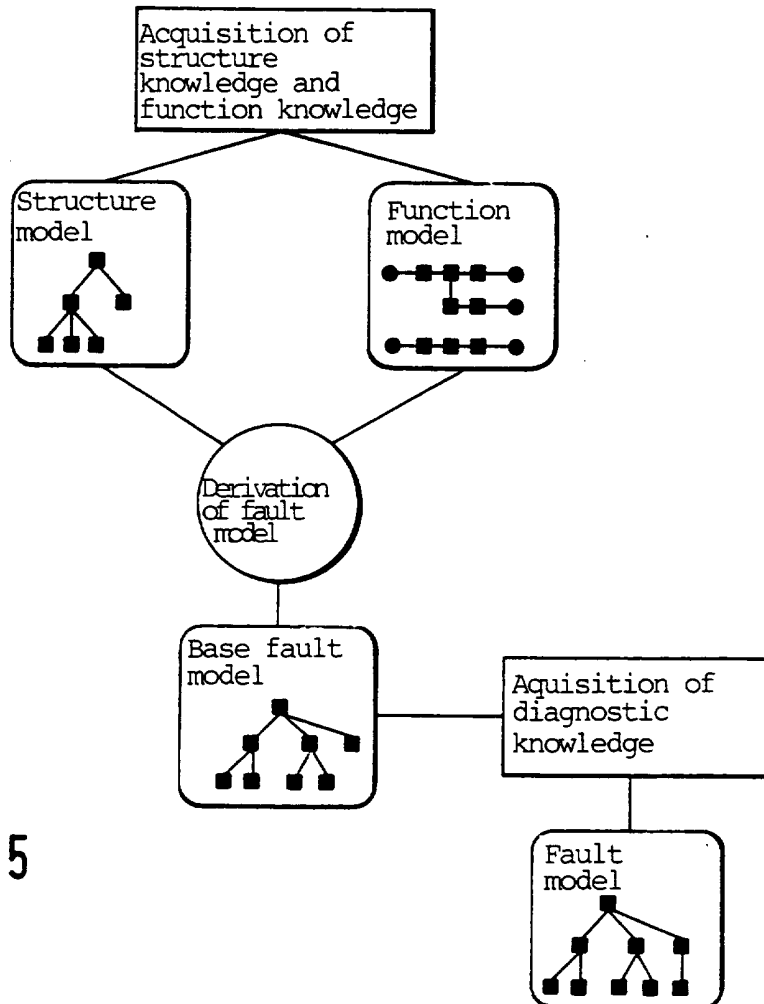 Acquisition of
structure
knowledge and
function knowledge
Structure
model
Function
model
Derivation
of fault
model
Base fault
model
Aquisition of
diagnostic
knowledge
5
Fault
model